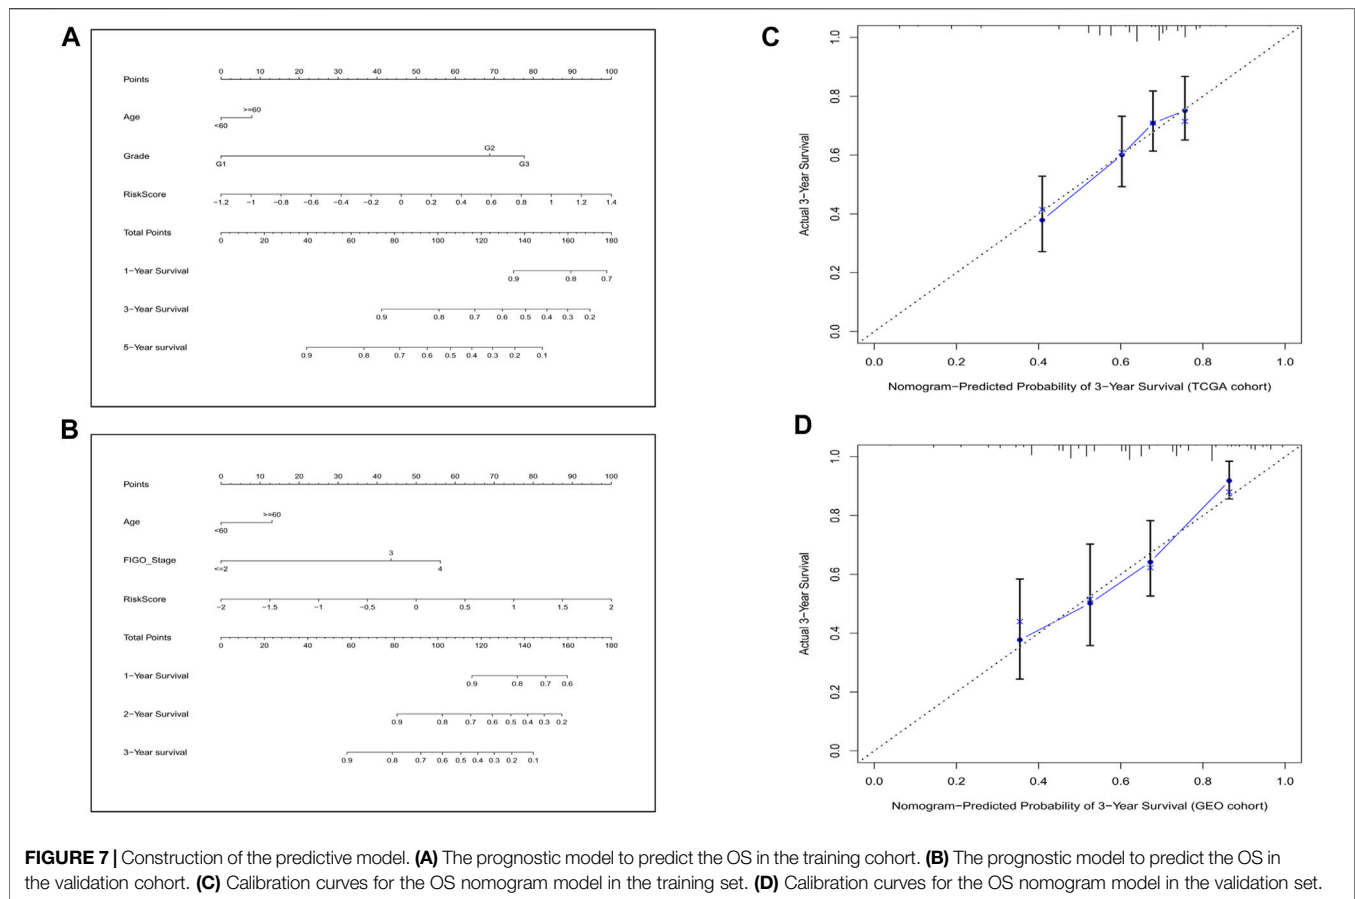 A
Points
0 10 20 30 40 50 60 70 80 90 100
Age
>=60
<60
Grade
G2
G1 G3
RiskScore
−1.2 −1 −0.8 −0.6 −0.4 −0.2 0 0.2 0.4 0.6 0.8 1 1.2 1.4
Total Points
0 20 40 60 80 100 120 140 160 180
1−Year Survival
0.9 0.8 0.7
3−Year Survival
0.9 0.8 0.7 0.6 0.5 0.4 0.3 0.2
5−Year survival
0.9 0.8 0.7 0.6 0.5 0.4 0.3 0.2 0.1
B
Points
0 10 20 30 40 50 60 70 80 90 100
Age
>=60
<60
FIGO_Stage
3
<=2 4
RiskScore
−2 −1.5 −1 −0.5 0 0.5 1 1.5 2
Total Points
0 20 40 60 80 100 120 140 160 180
1−Year Survival
0.9 0.8 0.7 0.6
2−Year Survival
0.9 0.8 0.7 0.6 0.5 0.4 0.3 0.2
3−Year survival
0.9 0.8 0.7 0.6 0.5 0.4 0.3 0.2 0.1
C
Actual 3−Year Survival
1.0
0.8
0.6
0.4
0.2
0.0
0.0 0.2 0.4 0.6 0.8 1.0
Nomogram−Predicted Probability of 3−Year Survival (TCGA cohort)
D
Actual 3−Year Survival
1.0
0.8
0.6
0.4
0.2
0.0
0.0 0.2 0.4 0.6 0.8 1.0
Nomogram−Predicted Probability of 3−Year Survival (GEO cohort)
FIGURE 7 | Construction of the predictive model. (A) The prognostic model to predict the OS in the training cohort. (B) The prognostic model to predict the OS in
the validation cohort. (C) Calibration curves for the OS nomogram model in the training set. (D) Calibration curves for the OS nomogram model in the validation set.